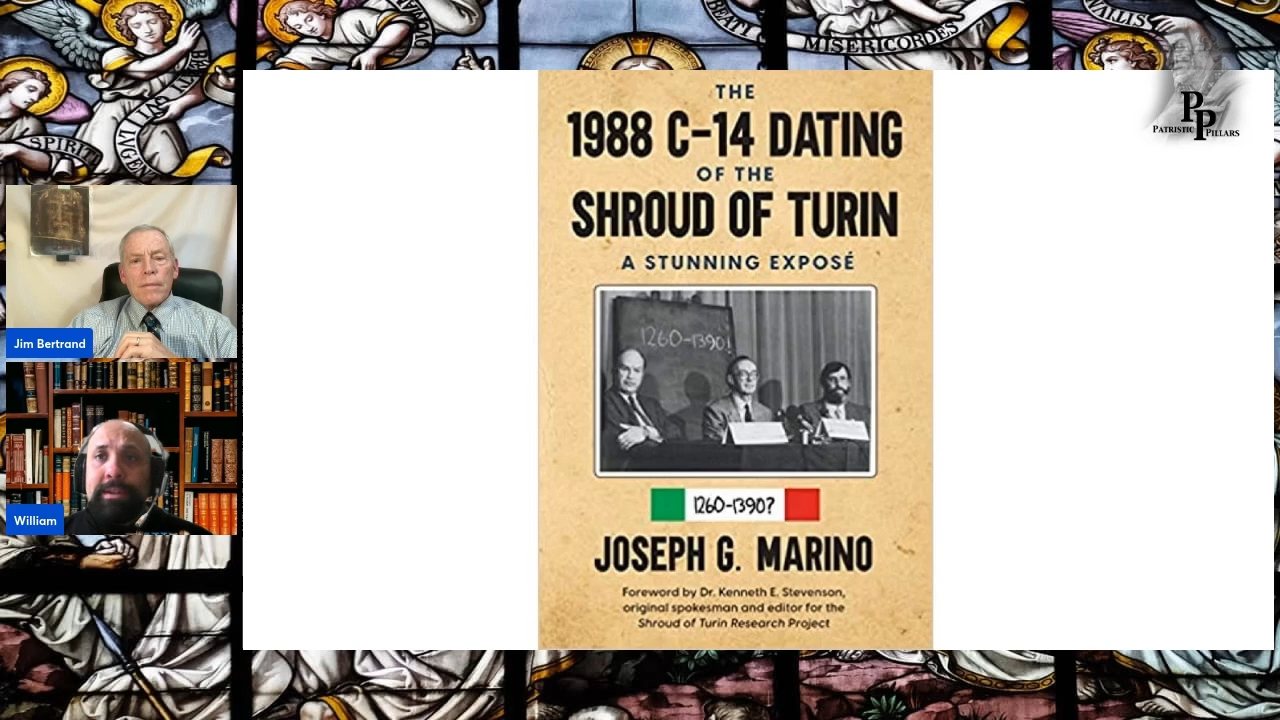 SPIRIT
BEATI
MISERICORDES
PP
PATRISTIC PILLARS
THE
1988 C-14 DATING
OF THE
SHROUD OF TURIN
A STUNNING EXPOSÉ
1260-1390!
1260-1390?
JOSEPH G. MARINO
Foreword by Dr. Kenneth E. Stevenson,
original spokesman and editor for the
Shroud of Turin Research Project
Jim Bertrand
William